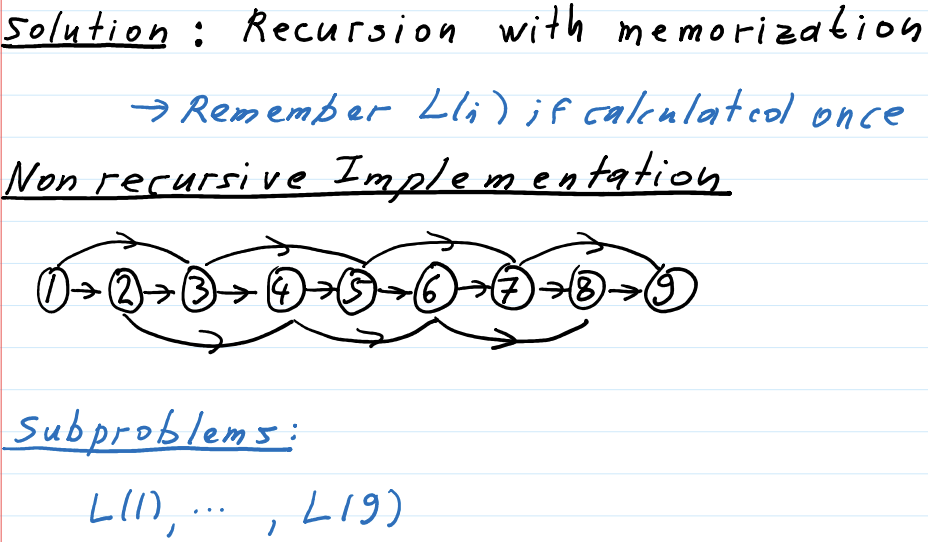 Solution : Recursion with memorization
→ Remember L(i) if calculated once
Non recursive Implementation
1 → 2 → 3 → 4 → 5 → 6 → 7 → 8 → 9
Subproblems:
L(1), ... , L(9)